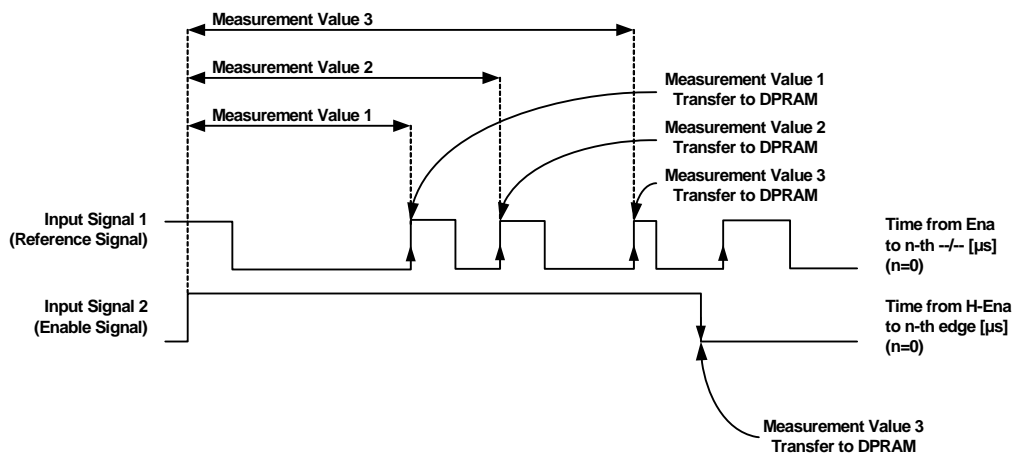 Measurement Value 3
Measurement Value 2
Measurement Value 1
Measurement Value 1
Transfer to DPRAM
Measurement Value 2
Transfer to DPRAM
Measurement Value 3
Transfer to DPRAM
Input Signal 1
(Reference Signal)
Time from Ena
to n-th --/-- [µs]
(n=0)
Input Signal 2
(Enable Signal)
Time from H-Ena
to n-th edge [µs]
(n=0)
Measurement Value 3
Transfer to DPRAM